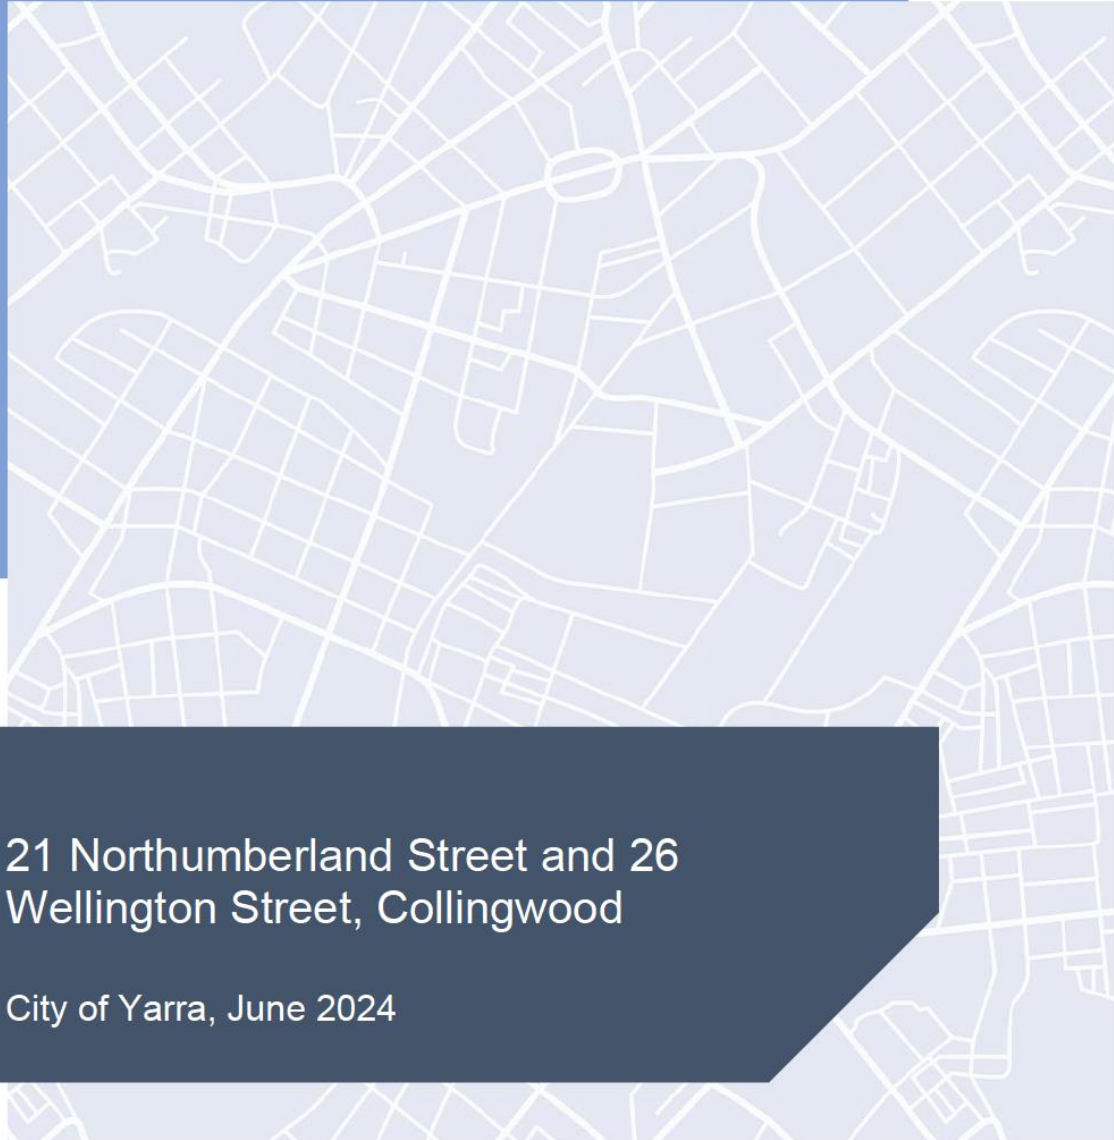 21 Northumberland Street and 26
Wellington Street, Collingwood
City of Yarra, June 2024